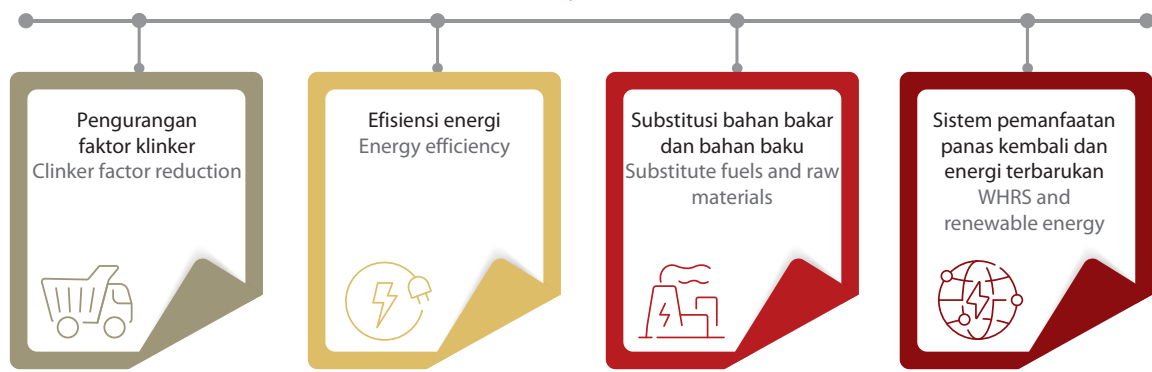 Pengurangan
faktor klinker
Clinker factor reduction
Efisiensi energi
Energy efficiency
Substitusi bahan bakar
dan bahan baku
Substitute fuels and raw
materials
Sistem pemanfaatan
panas kembali dan
energi terbarukan
WHRS and
renewable energy